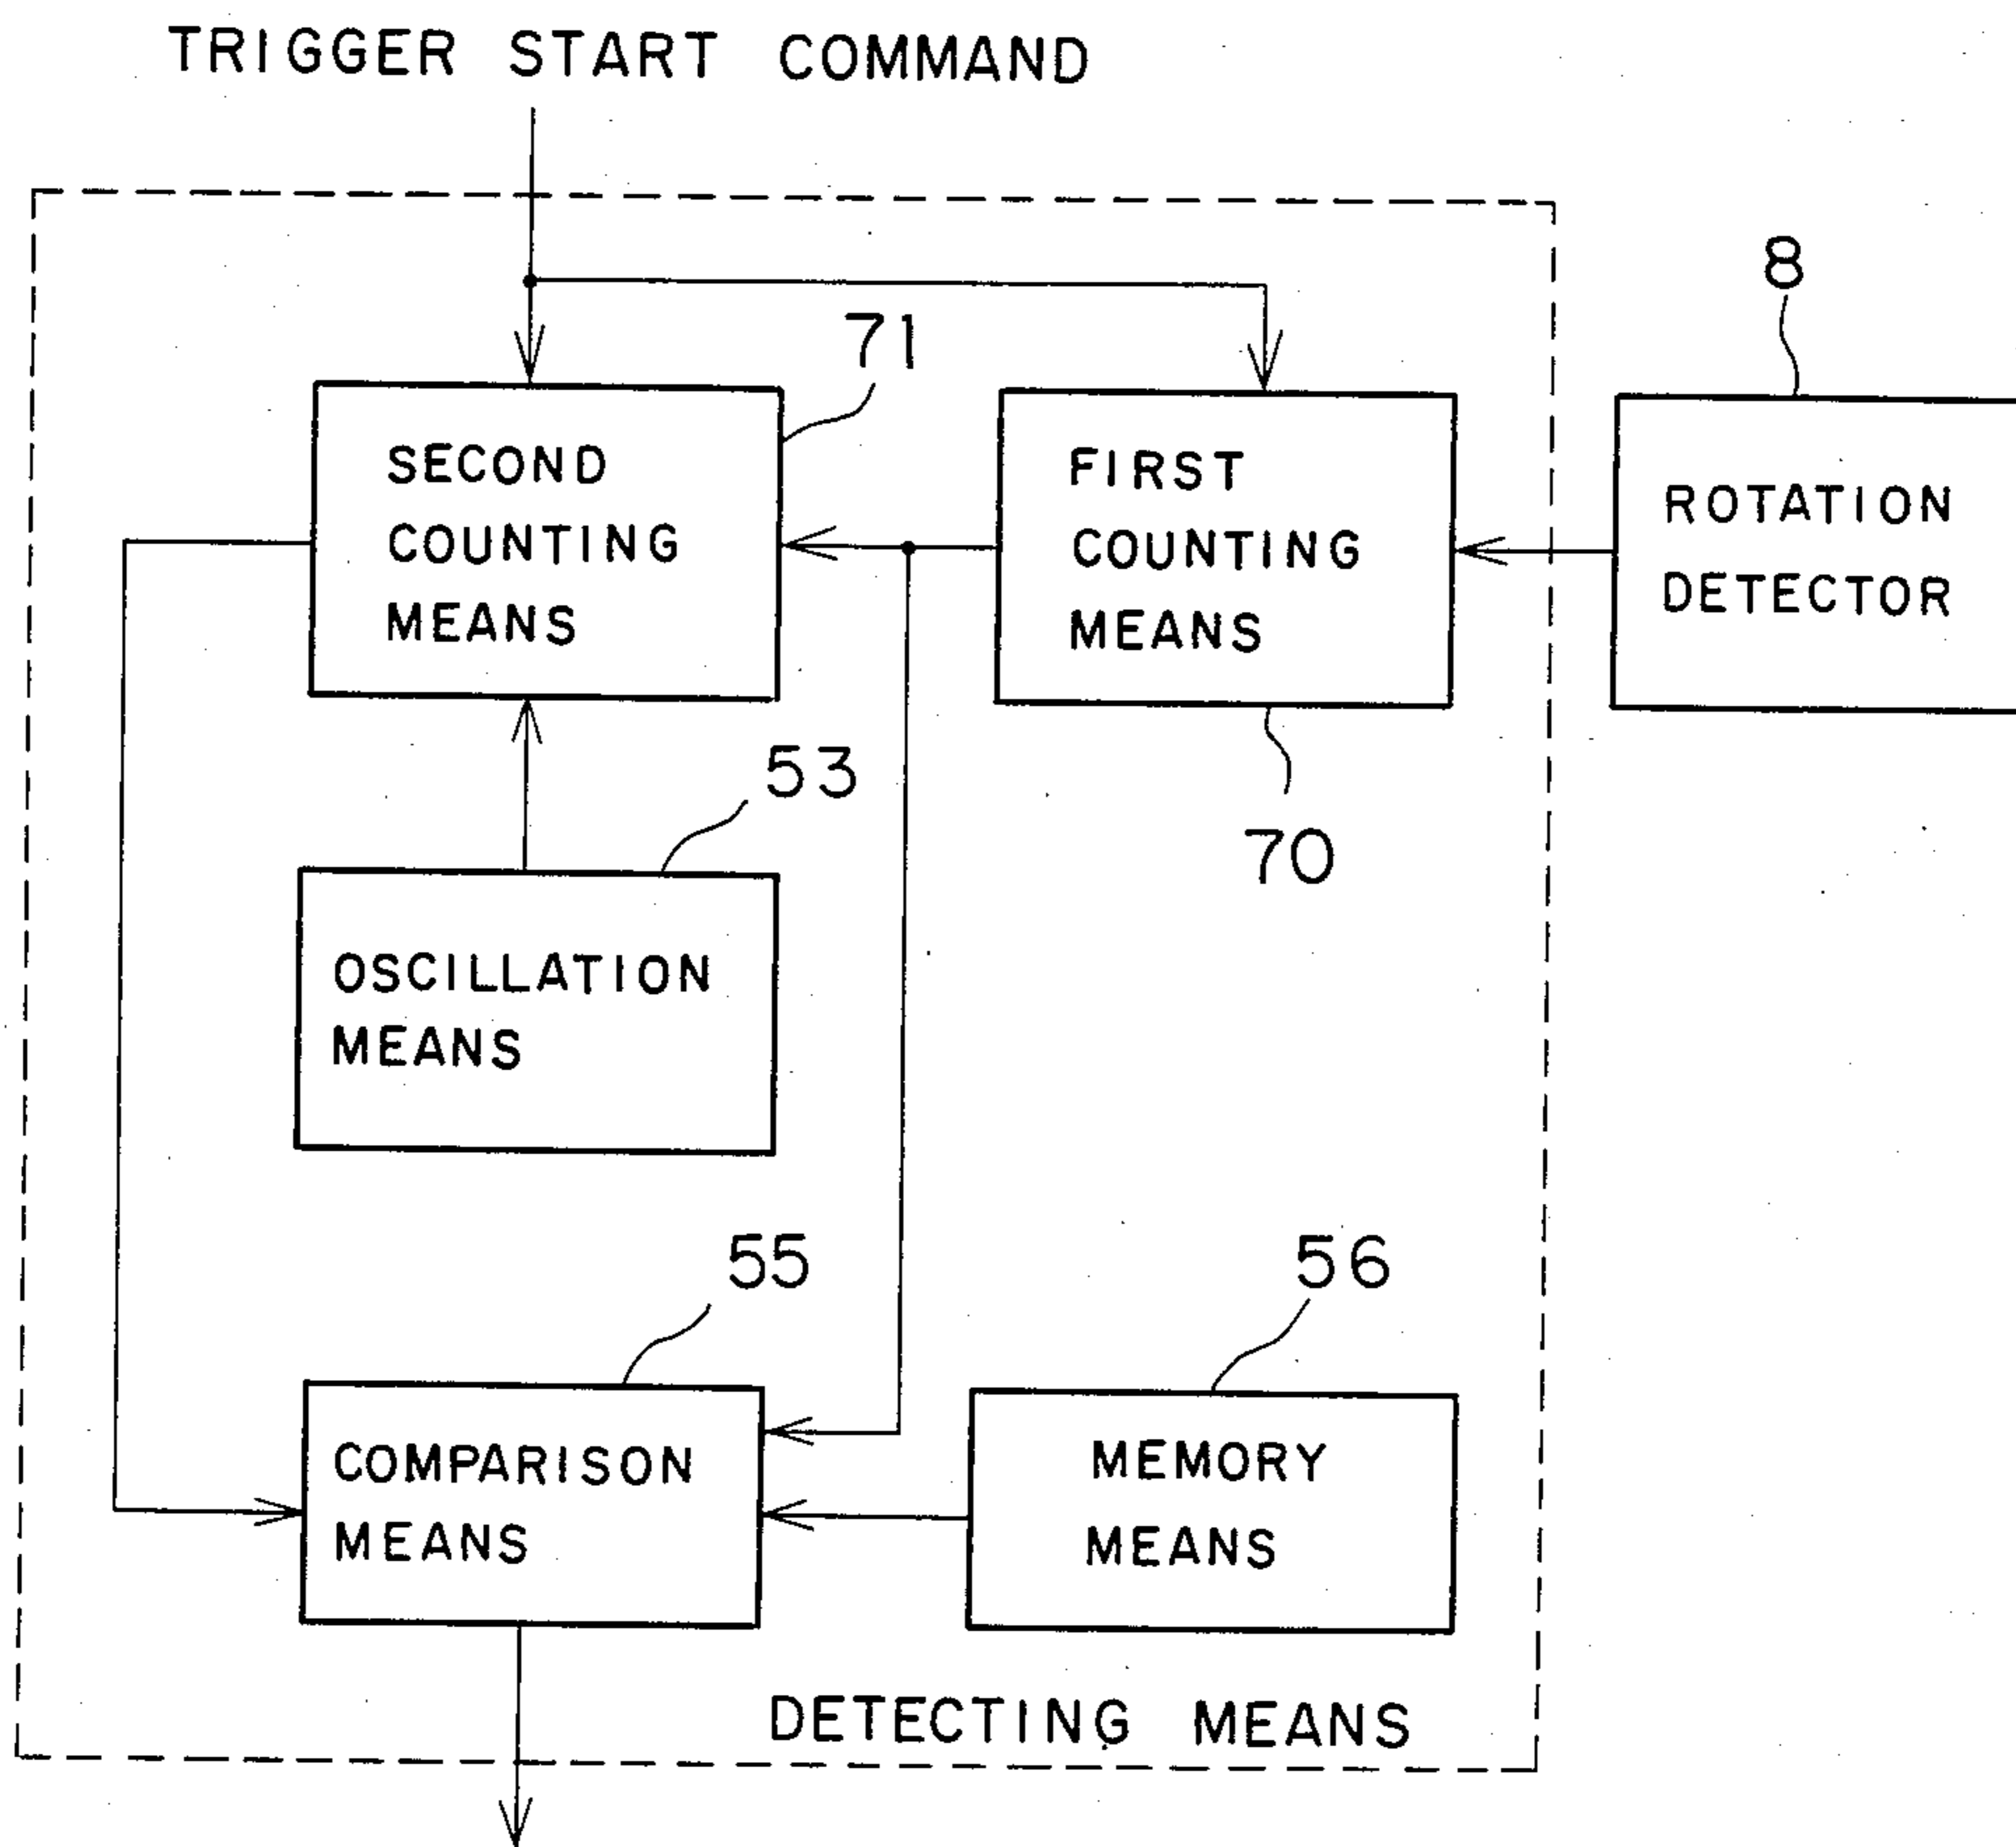 TRIGGER START COMMAND
8
71
SECOND
COUNTING
MEANS
FIRST
COUNTING
MEANS
ROTATION
DETECTOR
53
70
OSCILLATION
MEANS
55
56
COMPARISON
MEANS
MEMORY
MEANS
DETECTING MEANS